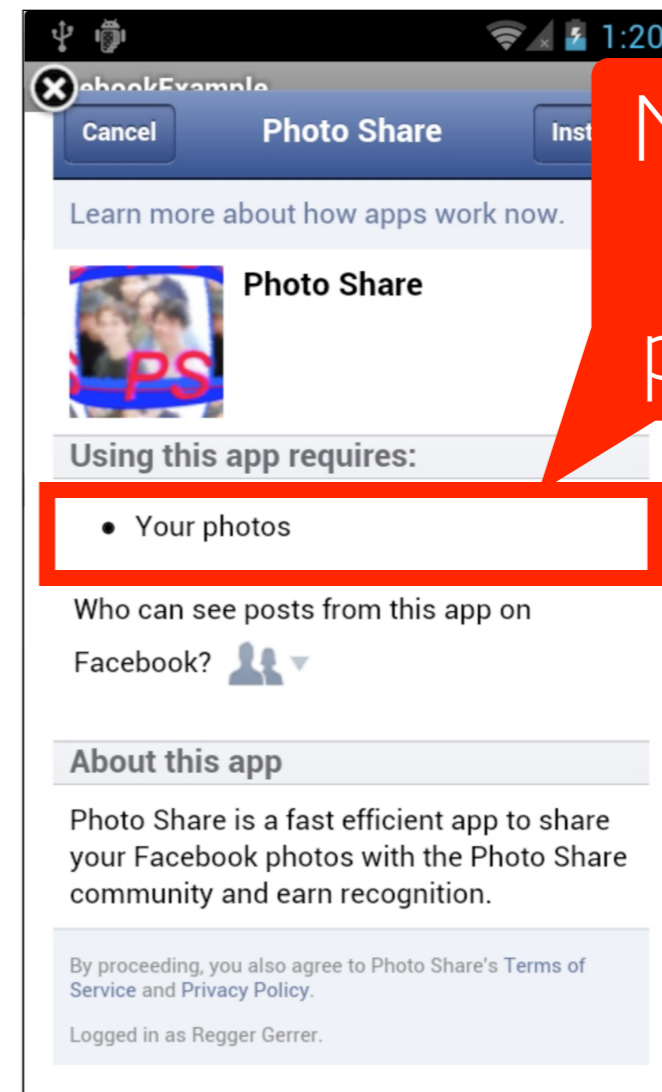 1:20
ebookExample
Cancel
Photo Share
Inst
N
Learn more about how apps work now.
Photo Share
p
PS
Using this app requires:
• Your photos
Who can see posts from this app on
Facebook?
About this app
Photo Share is a fast efficient app to share
your Facebook photos with the Photo Share
community and earn recognition.
By proceeding, you also agree to Photo Share's Terms of
Service and Privacy Policy.
Logged in as Regger Gerrer.